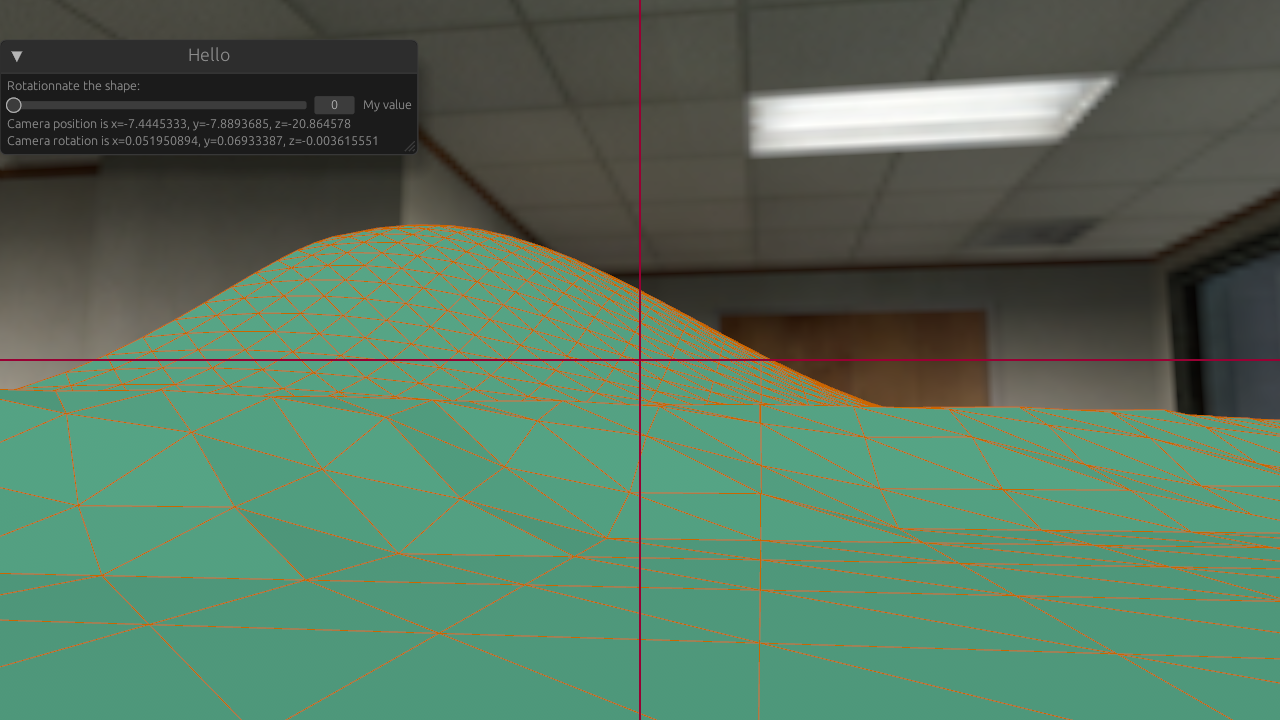 Hello
Rotationnate the shape:
0 My value
Camera position is x=-7.4445333, y=-7.8893685, z=-20.864578
Camera rotation is x=0.051950894, y=0.06933387, z=-0.003615551